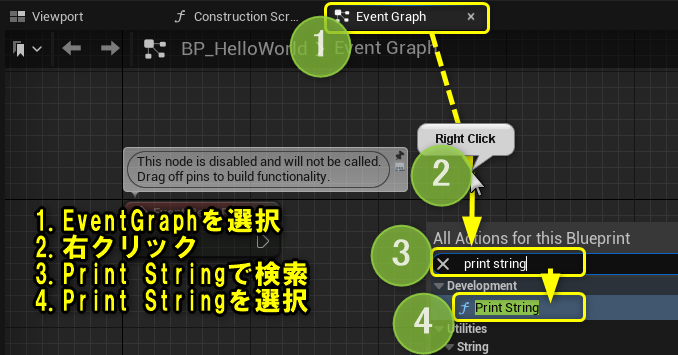 Viewport
Construction Scr...
Event Graph
×
1
BP_HelloWorld
Event Graph
Right Click
This node is disabled and will not be called.
Drag off pins to build functionality.
2
1.EventGraphを選択
2.右クリック
3.Print Stringで検索
4.Print Stringを選択
All Actions for this Blueprint
3
print string
Development
4
f Print String
Utilities
String